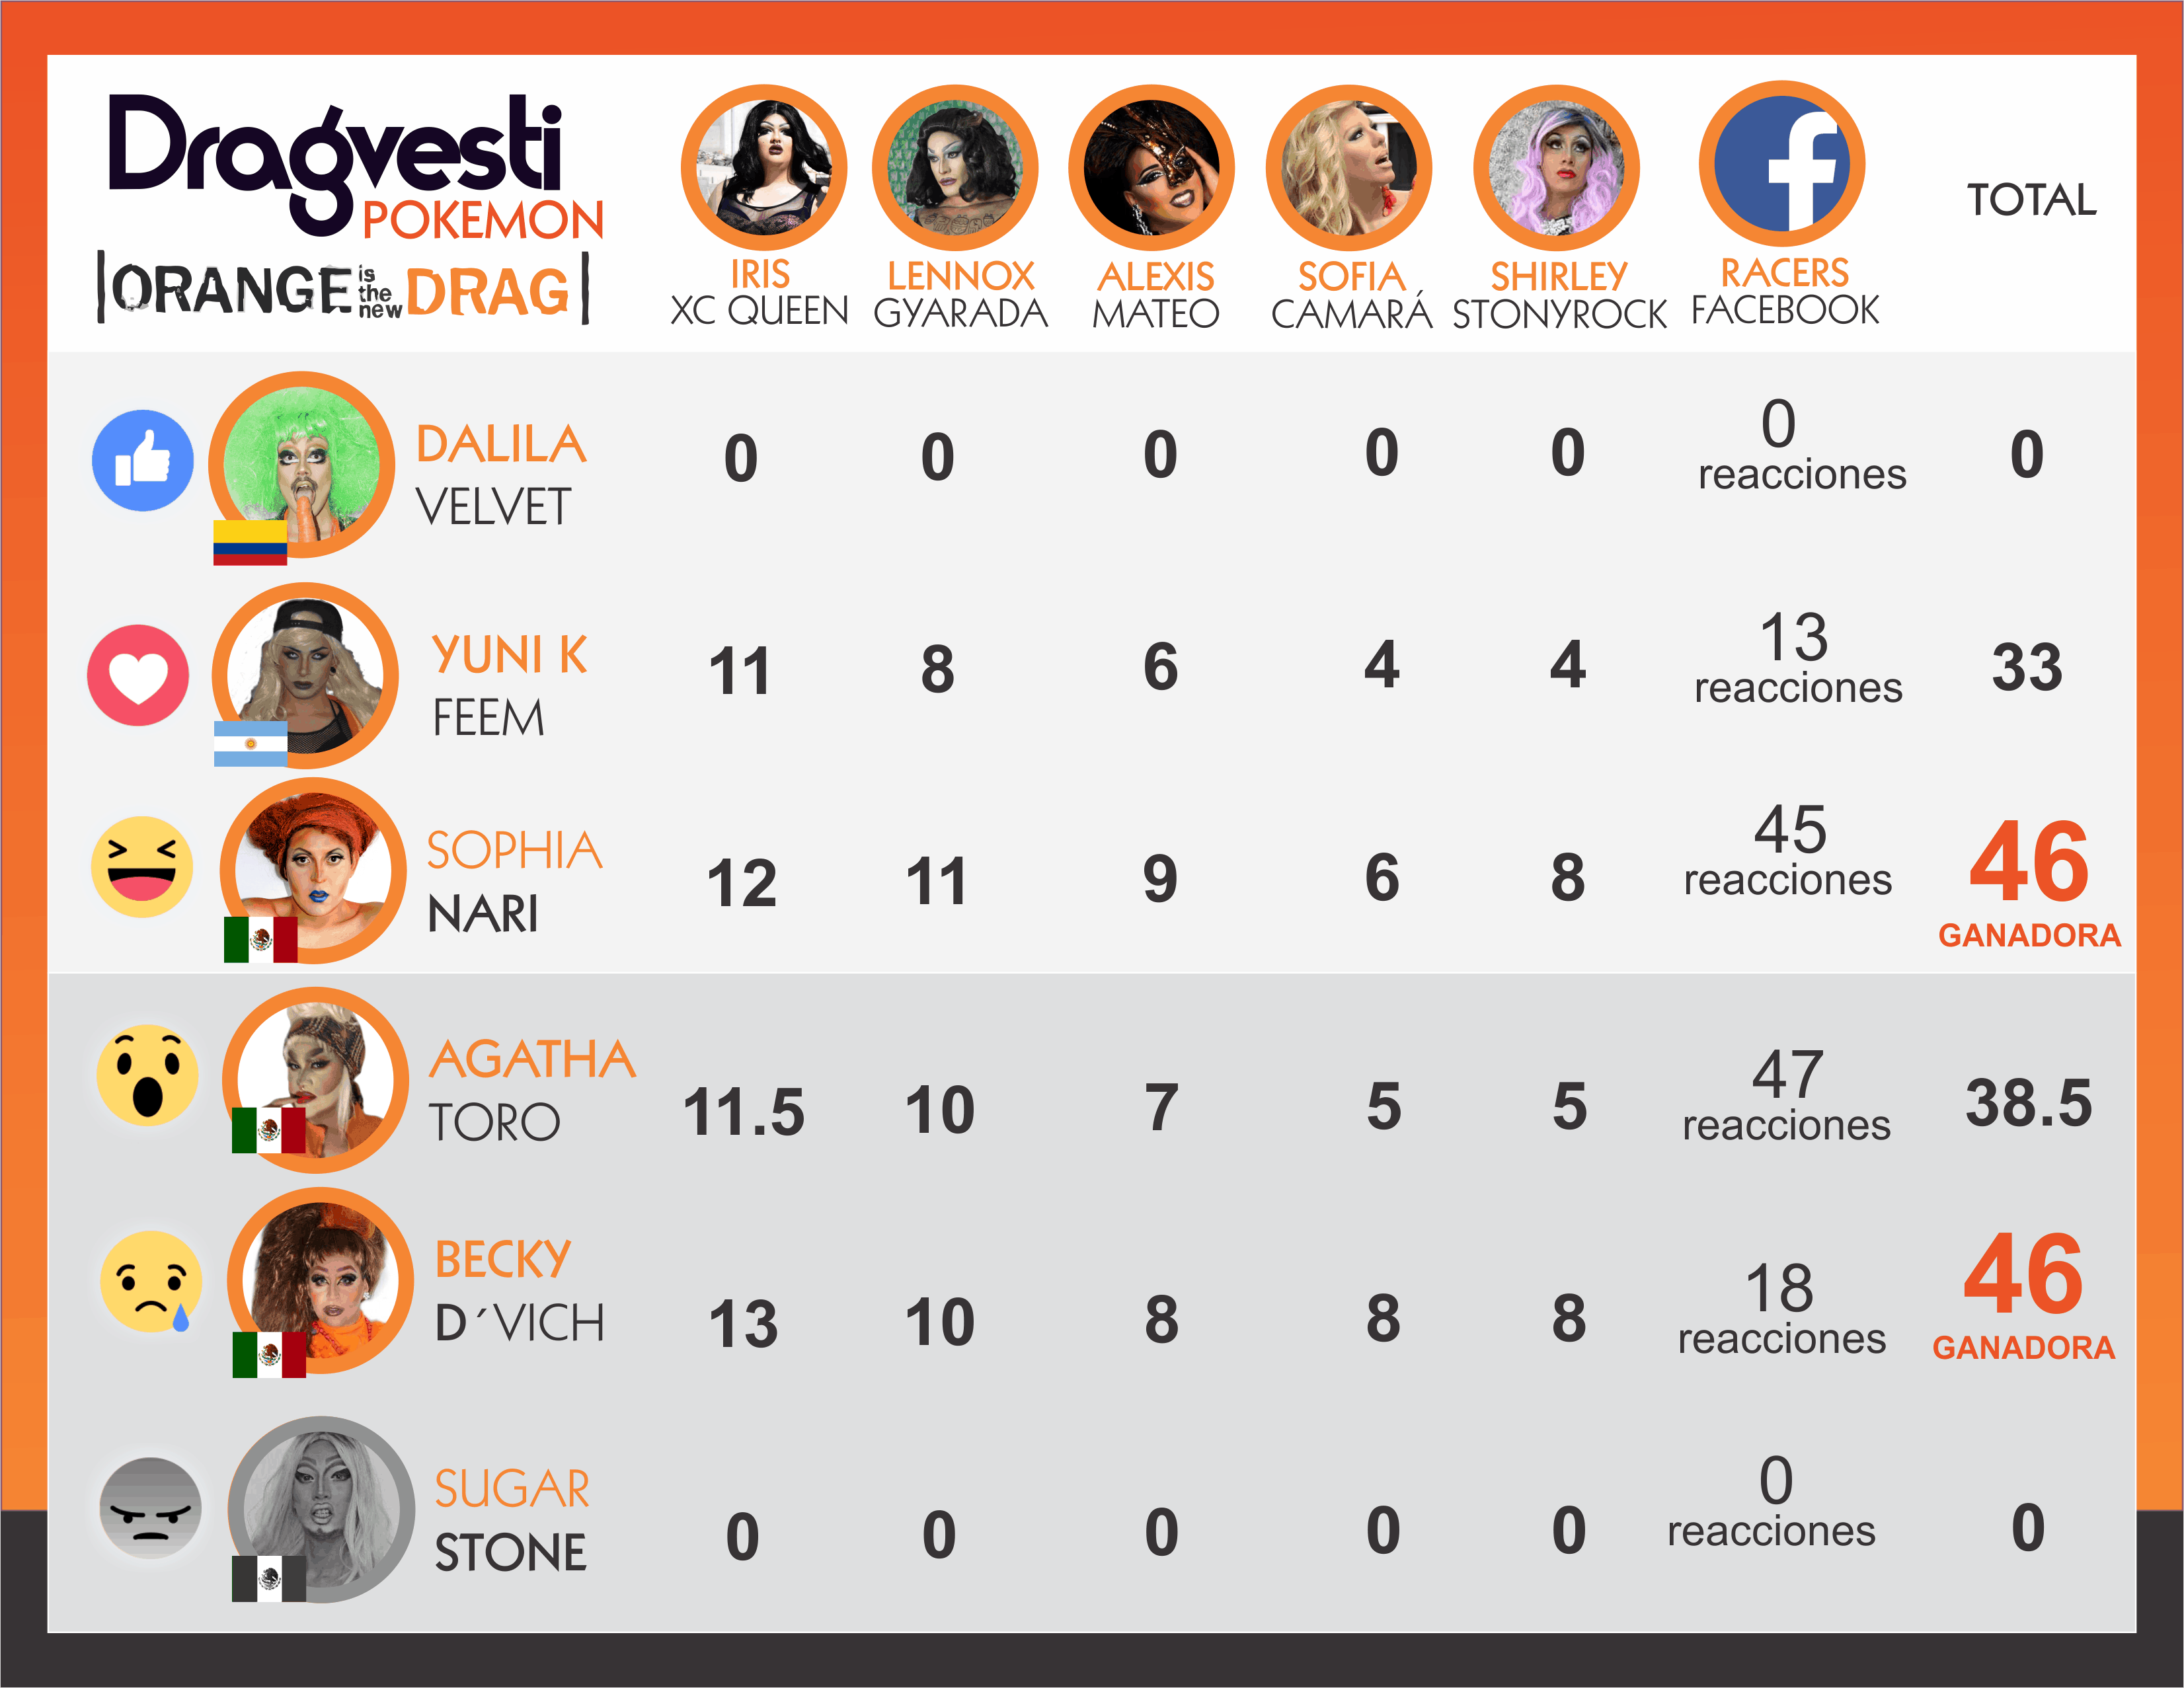 Dragvesti
POKEMON
ORANGE is the new DRAG
IRIS
XC QUEEN
LENNOX
GYARADA
ALEXIS
MATEO
SOFIA
CAMARÁ
SHIRLEY
STONYROCK
RACERS
FACEBOOK
TOTAL
DALILA
VELVET
0 0 0 0 0 0 0
reacciones
YUNI K
FEEM
11 8 6 4 4 13 33
reacciones
SOPHIA
NARI
12 11 9 6 8 45 46
reacciones
GANADORA
AGATHA
TORO
11.5 10 7 5 5 47 38.5
reacciones
BECKY
D´VICH
13 10 8 8 8 18 46
reacciones
GANADORA
SUGAR
STONE
0 0 0 0 0 0 0
reacciones